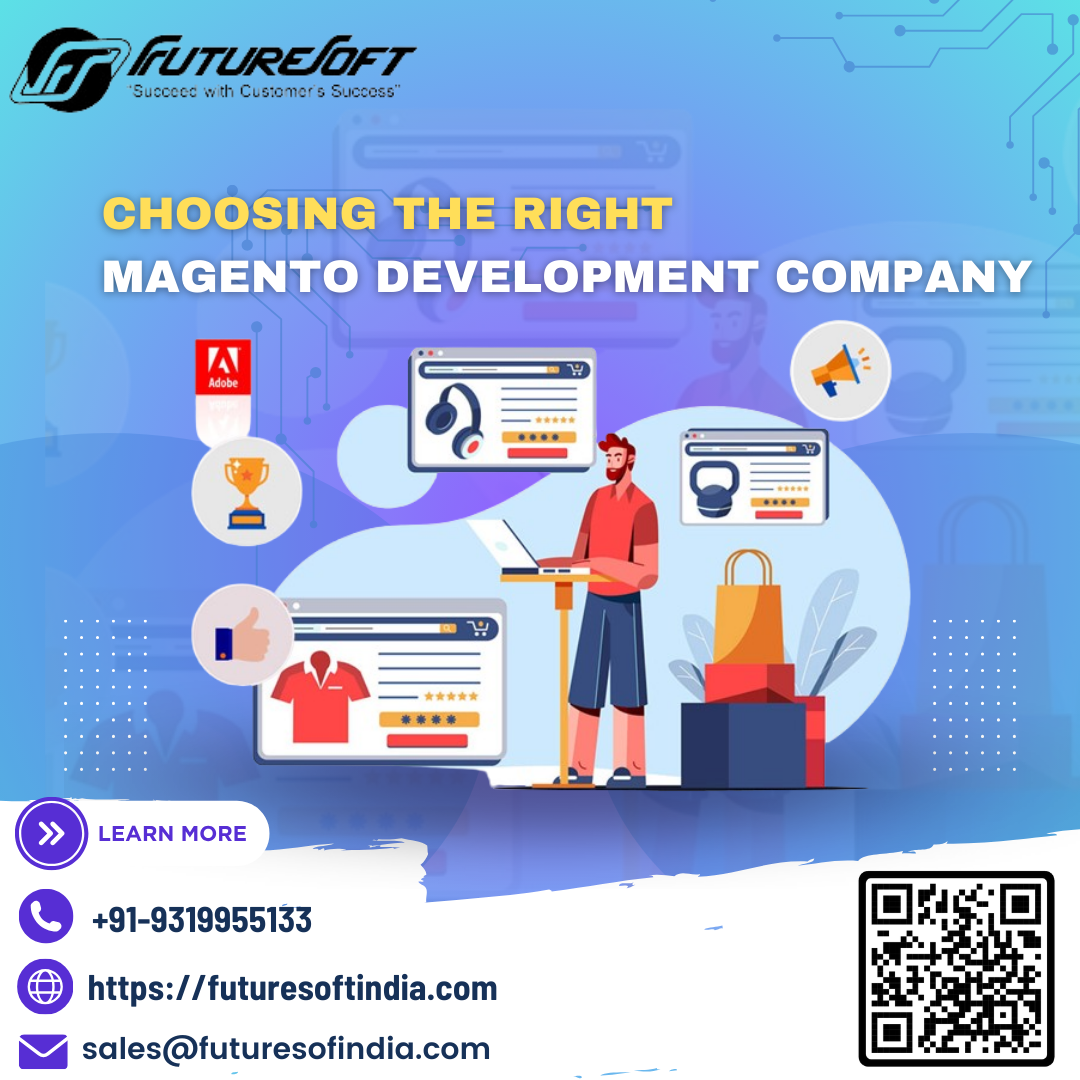 FUTURESOFT
"Succeed with Customer's Success"
CHOOSING THE RIGHT
MAGENTO DEVELOPMENT COMPANY
Adobe
LEARN MORE
+91-9319955133
https://futuresoftindia.com
sales@futuresofindia.com